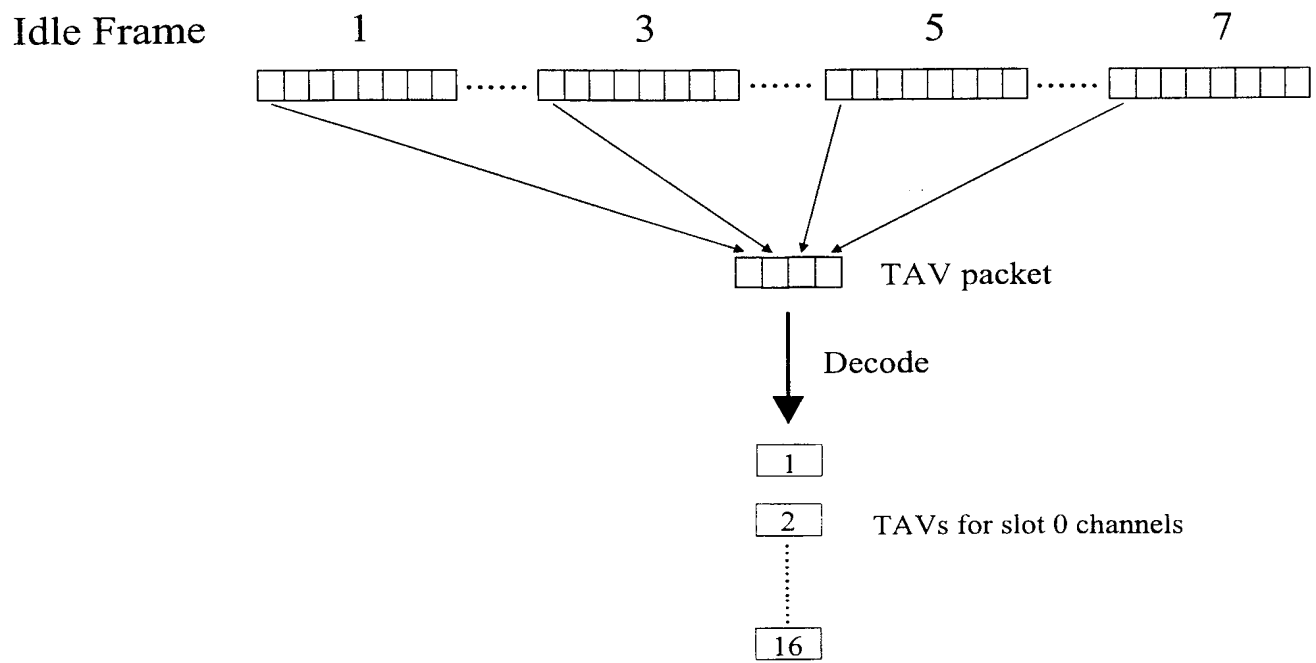 Idle Frame 1 3 5 7
TAV packet
Decode
1
2 TAVs for slot 0 channels
16